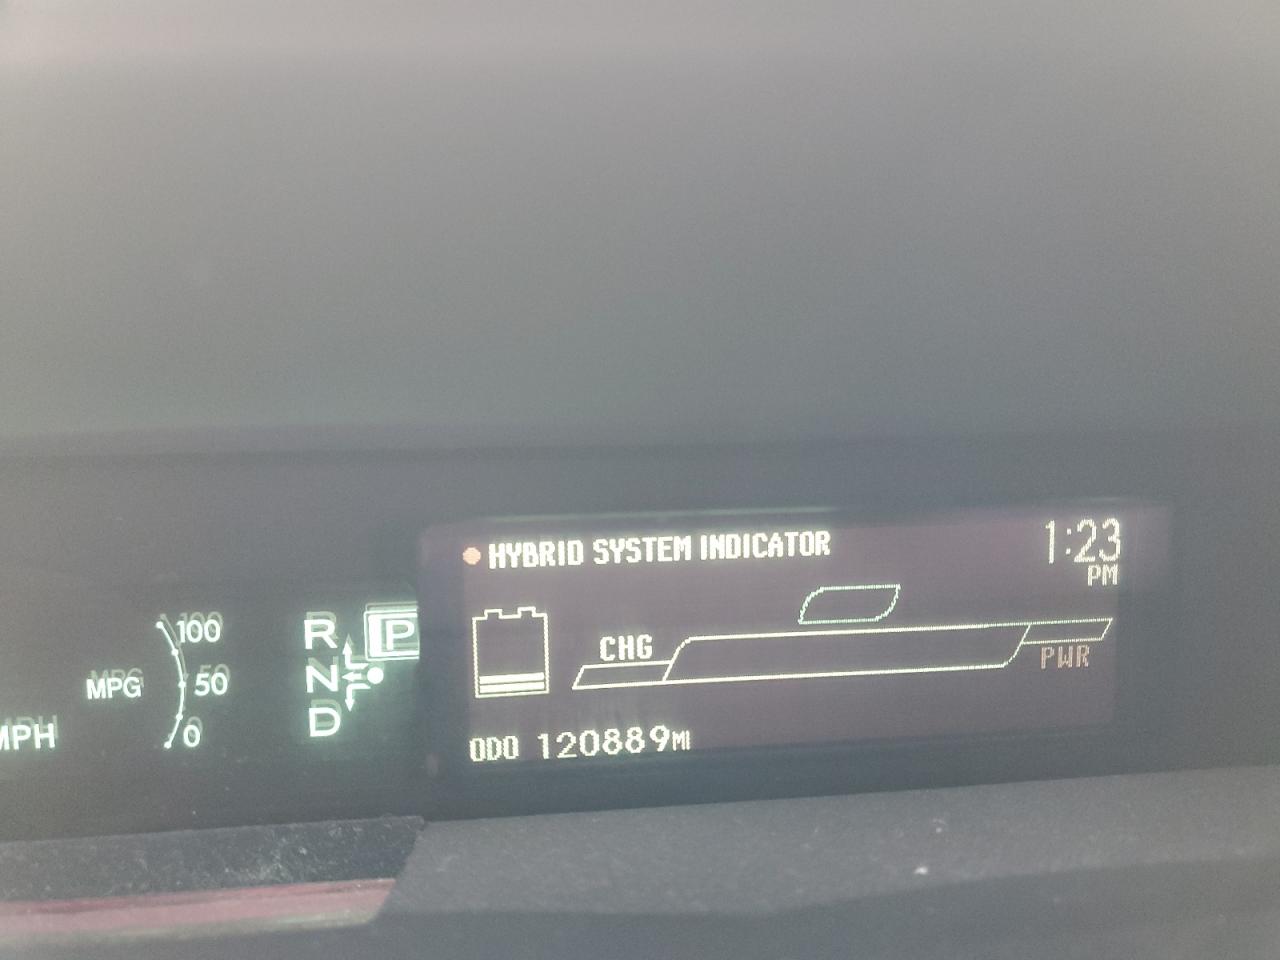 HYBRID SYSTEM INDICATOR
1:23
PM
CHG
PWR
ODO 120889MI
100
MPG 50
0
MPH
R P
N
D